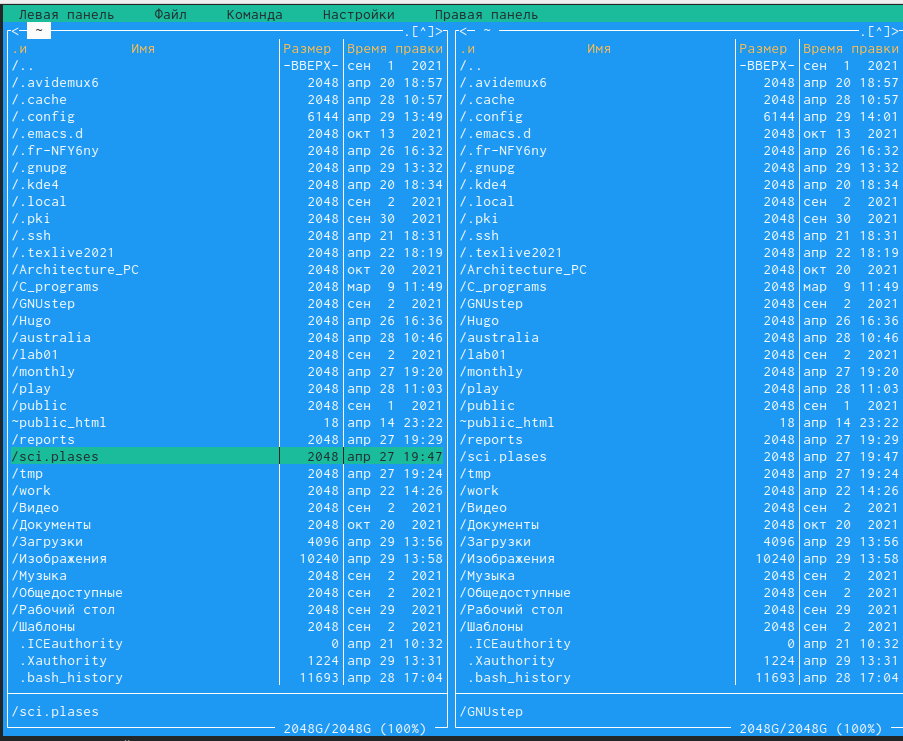 Левая панель Файл Команда Настройки Правая панель
<─ ~ .[^]> <─ ~ .[^]>
.и Имя Размер Время правки .и Имя Размер Время правки
/.. -ВВЕРХ- сен 1 2021 /.. -ВВЕРХ- сен 1 2021
/.avidemux6 2048 апр 20 18:57 /.avidemux6 2048 апр 20 18:57
/.cache 2048 апр 28 10:57 /.cache 2048 апр 28 10:57
/.config 6144 апр 29 13:49 /.config 6144 апр 29 14:01
/.emacs.d 2048 окт 13 2021 /.emacs.d 2048 окт 13 2021
/.fr-NFY6ny 2048 апр 26 16:32 /.fr-NFY6ny 2048 апр 26 16:32
/.gnupg 2048 апр 29 13:32 /.gnupg 2048 апр 29 13:32
/.kde4 2048 апр 20 18:34 /.kde4 2048 апр 20 18:34
/.local 2048 сен 2 2021 /.local 2048 сен 2 2021
/.pki 2048 сен 30 2021 /.pki 2048 сен 30 2021
/.ssh 2048 апр 21 18:31 /.ssh 2048 апр 21 18:31
/.texlive2021 2048 апр 22 18:19 /.texlive2021 2048 апр 22 18:19
/Architecture_PC 2048 окт 20 2021 /Architecture_PC 2048 окт 20 2021
/C_programs 2048 мар 9 11:49 /C_programs 2048 мар 9 11:49
/GNUstep 2048 сен 2 2021 /GNUstep 2048 сен 2 2021
/Hugo 2048 апр 26 16:36 /Hugo 2048 апр 26 16:36
/australia 2048 апр 28 10:46 /australia 2048 апр 28 10:46
/lab01 2048 сен 2 2021 /lab01 2048 сен 2 2021
/monthly 2048 апр 27 19:20 /monthly 2048 апр 27 19:20
/play 2048 апр 28 11:03 /play 2048 апр 28 11:03
/public 2048 сен 1 2021 /public 2048 сен 1 2021
~public_html 18 апр 14 23:22 ~public_html 18 апр 14 23:22
/reports 2048 апр 27 19:29 /reports 2048 апр 27 19:29
/sci.plases 2048 апр 27 19:47 /sci.plases 2048 апр 27 19:47
/tmp 2048 апр 27 19:24 /tmp 2048 апр 27 19:24
/work 2048 апр 22 14:26 /work 2048 апр 22 14:26
/Видео 2048 сен 2 2021 /Видео 2048 сен 2 2021
/Документы 2048 окт 20 2021 /Документы 2048 окт 20 2021
/Загрузки 4096 апр 29 13:56 /Загрузки 4096 апр 29 13:56
/Изображения 10240 апр 29 13:58 /Изображения 10240 апр 29 13:58
/Музыка 2048 сен 2 2021 /Музыка 2048 сен 2 2021
/Общедоступные 2048 сен 2 2021 /Общедоступные 2048 сен 2 2021
/Рабочий стол 2048 сен 29 2021 /Рабочий стол 2048 сен 29 2021
/Шаблоны 2048 сен 2 2021 /Шаблоны 2048 сен 2 2021
.ICEauthority 0 апр 21 10:32 .ICEauthority 0 апр 21 10:32
.Xauthority 1224 апр 29 13:31 .Xauthority 1224 апр 29 13:31
.bash_history 11693 апр 28 17:04 .bash_history 11693 апр 28 17:04
/sci.plases /GNUstep
2048G/2048G (100%) 2048G/2048G (100%)